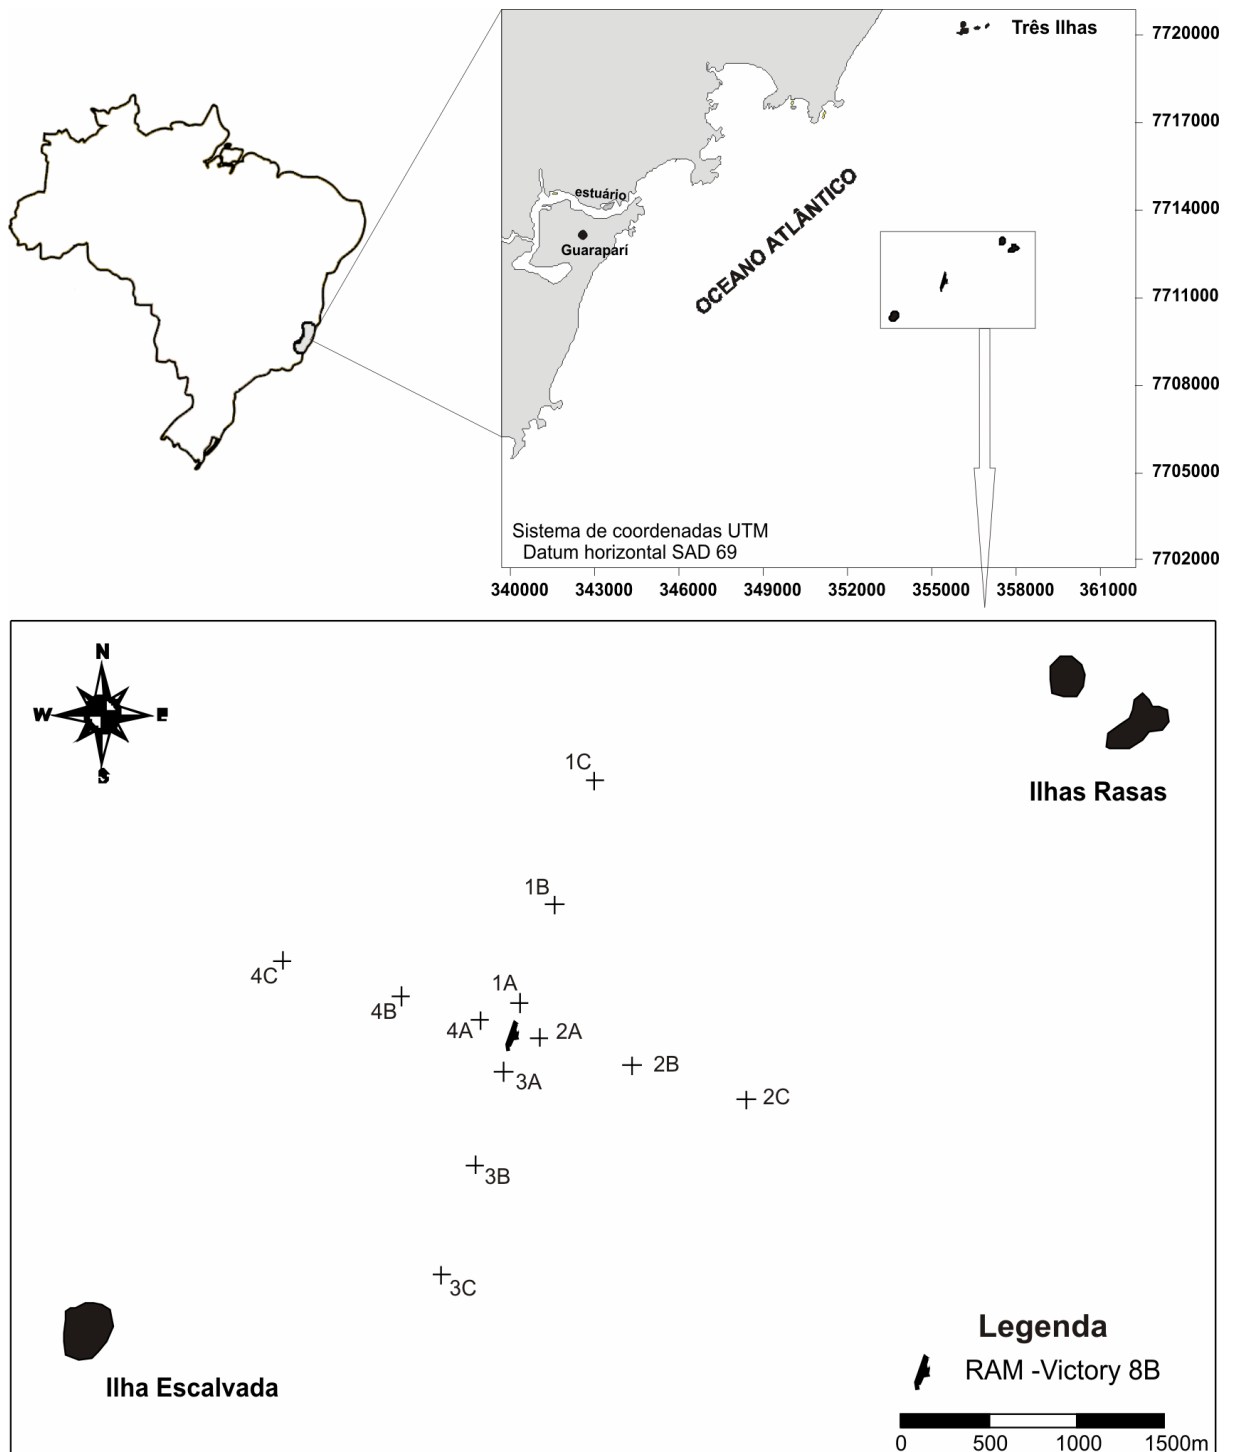 Três Ilhas
7720000
7717000
estuário
7714000
Guaraparí
OCEANO ATLÂNTICO
7711000
7708000
7705000
Sistema de coordenadas UTM
Datum horizontal SAD 69
7702000
340000 343000 346000 349000 352000 355000 358000 361000
N
W E
S
Ilhas Rasas
1C
1B
4C
1A
4B
4A
2A
2B
3A
2C
3B
3C
Ilha Escalvada
Legenda
RAM -Victory 8B
0 500 1000 1500m